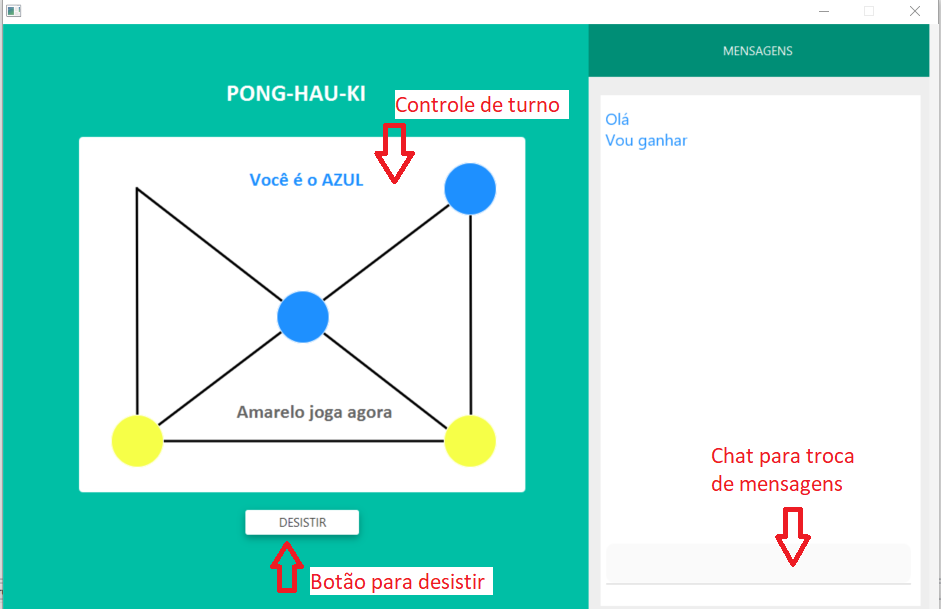 MENSAGENS
PONG-HAU-KI
Controle de turno
Você é o AZUL
Olá
Vou ganhar
Amarelo joga agora
Chat para troca
de mensagens
DESISTIR
Botão para desistir